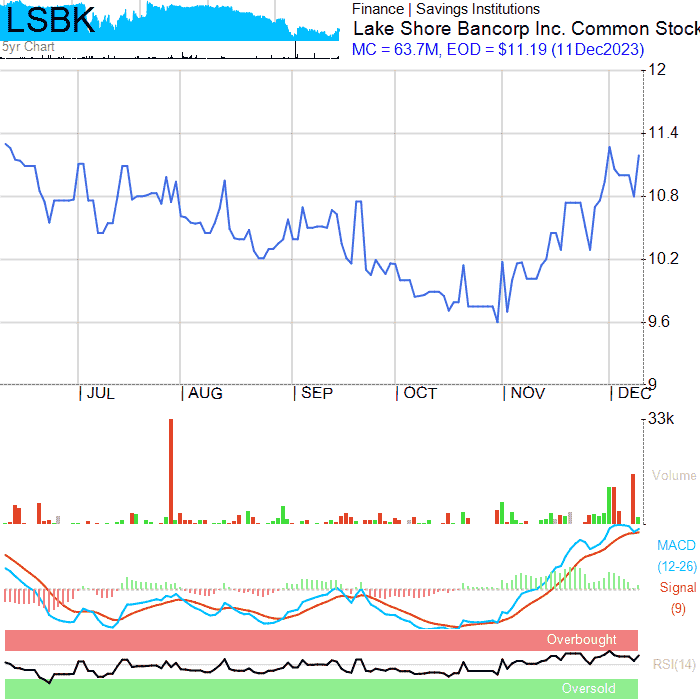 LSBK
5yr Chart
Finance | Savings Institutions
Lake Shore Bancorp Inc. Common Stock
MC = 63.7M, EOD = $11.19 (11Dec2023)
12
11.4
10.8
10.2
9.6
9
JUL AUG SEP OCT NOV DEC
33k
Volume
MACD
(12-26)
Signal
(9)
Overbought
RSI(14)
Oversold